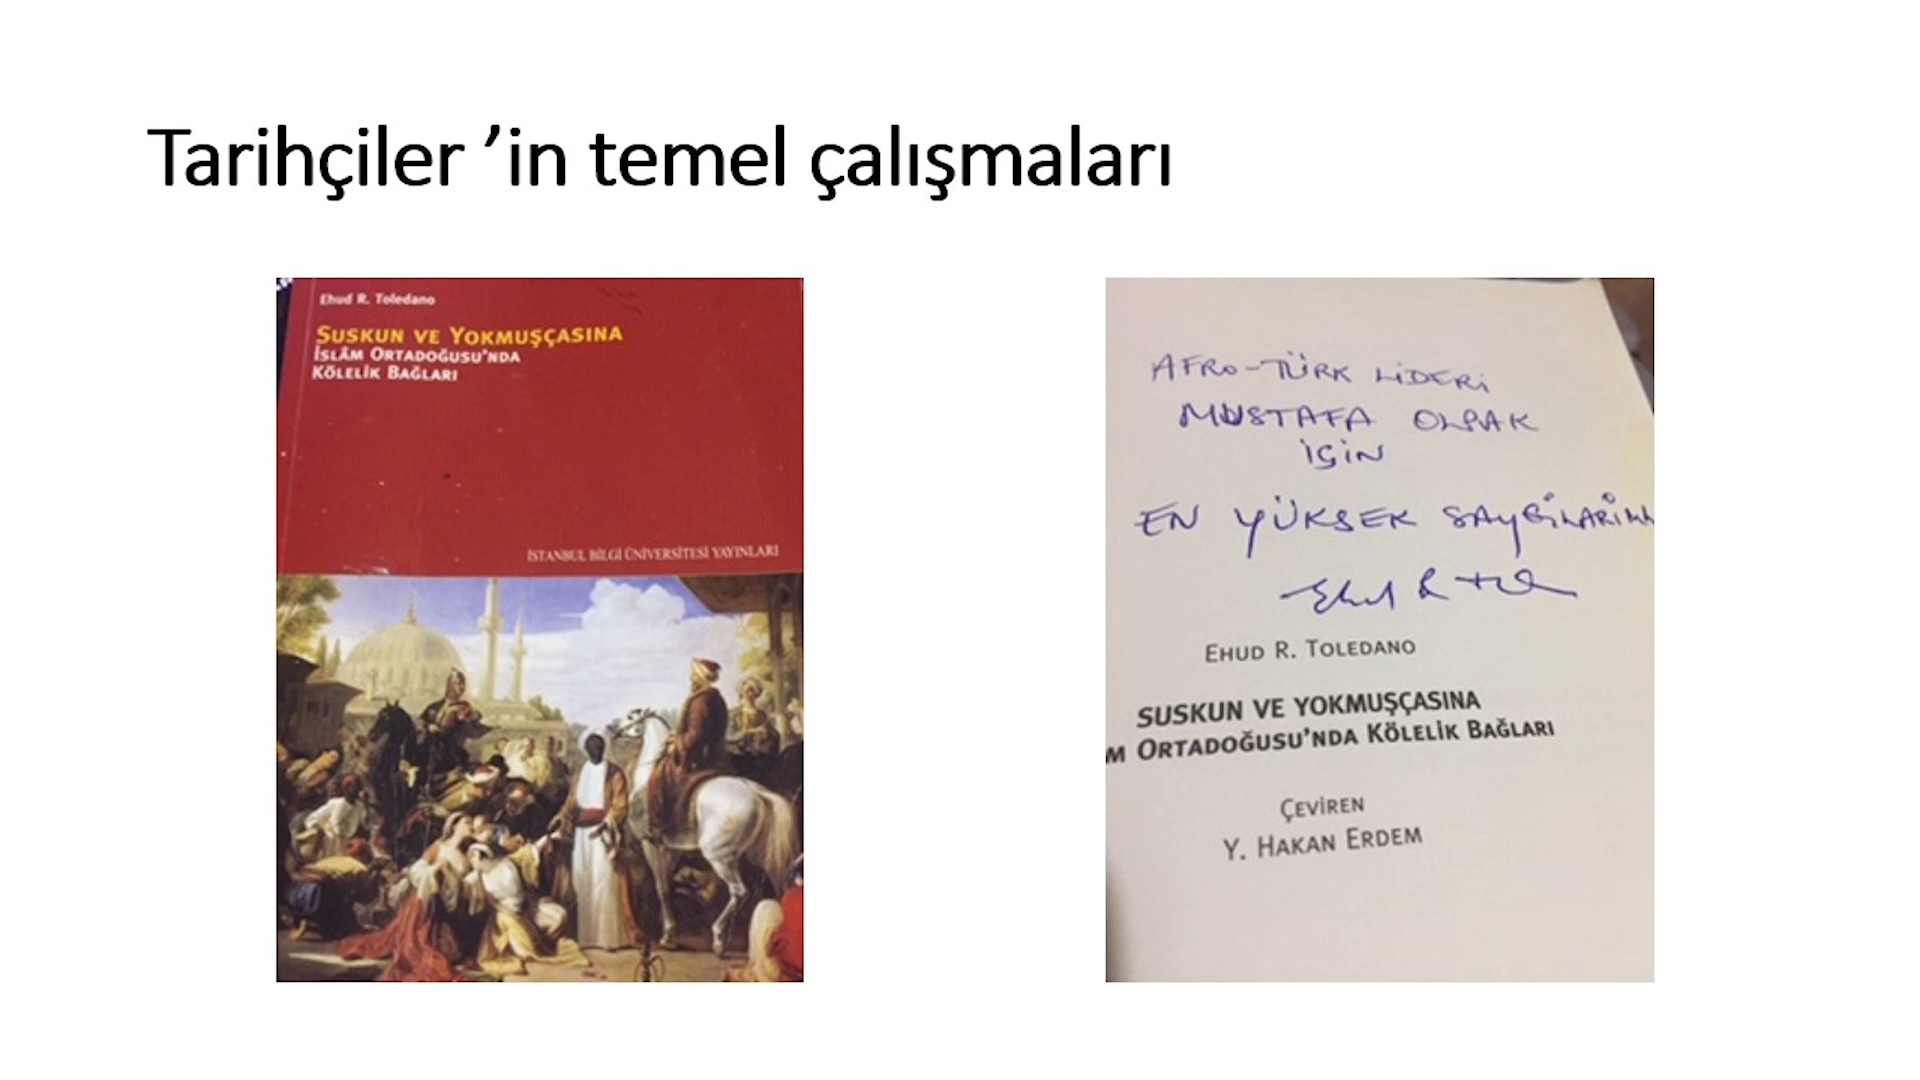 Tarihçiler ’in temel çalışmaları
Ehud R. Toledano
SUSKUN VE YOKMUŞÇASINA
İSLÂM ORTADOĞUSU'NDA
KÖLELİK BAĞLARI
İSTANBUL BİLGİ ÜNİVERSİTESİ YAYINLARI
AFRO-TÜRK LİDERİ
MUSTAFA OLPAK
İÇİN
EN YÜKSEK
EHUD R. TOLEDANO
SUSKUN VE YOKMUŞÇASINA
M ORTADOĞUSU'NDA KÖLELİK BAĞLARI
ÇEVİREN
Y. HAKAN ERDEM